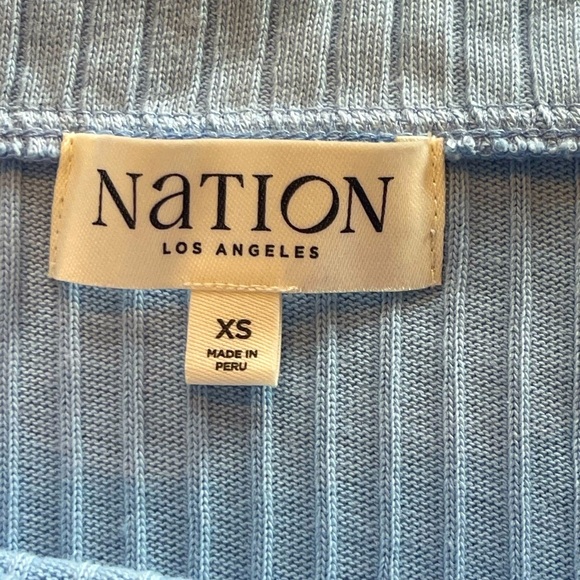 NaTION
LOS ANGELES
XS
MADE IN
PERU